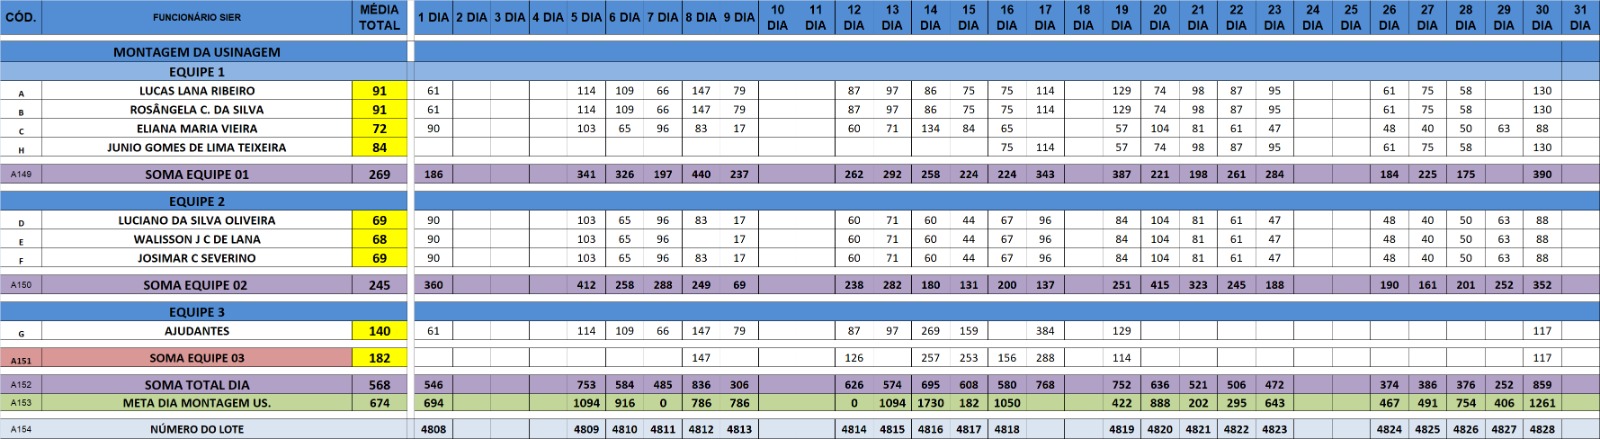 CÓD. FUNCIONÁRIO SIER MÉDIA TOTAL 1 DIA 2 DIA 3 DIA 4 DIA 5 DIA 6 DIA 7 DIA 8 DIA 9 DIA 10 DIA 11 DIA 12 DIA 13 DIA 14 DIA 15 DIA 16 DIA 17 DIA 18 DIA 19 DIA 20 DIA 21 DIA 22 DIA 23 DIA 24 DIA 25 DIA 26 DIA 27 DIA 28 DIA 29 DIA 30 DIA 31 DIA
MONTAGEM DA USINAGEM
EQUIPE 1
A LUCAS LANA RIBEIRO 91 61 114 109 66 147 79 87 97 86 75 75 114 129 74 98 87 95 61 75 58 130
B ROSÂNGELA C. DA SILVA 91 61 114 109 66 147 79 87 97 86 75 75 114 129 74 98 87 95 61 75 58 130
C ELIANA MARIA VIEIRA 72 90 103 65 96 83 17 60 71 134 84 65 57 104 81 61 47 48 40 50 63 88
H JUNIO GOMES DE LIMA TEIXEIRA 84 75 114 57 74 98 87 95 61 75 58 130
A149 SOMA EQUIPE 01 269 186 341 326 197 440 237 262 292 258 224 224 343 387 221 198 261 284 184 225 175 390
EQUIPE 2
D LUCIANO DA SILVA OLIVEIRA 69 90 103 65 96 83 17 60 71 60 44 67 96 84 104 81 61 47 48 40 50 63 88
E WALISSON J C DE LANA 68 90 103 65 96 17 60 71 60 44 67 96 84 104 81 61 47 48 40 50 63 88
F JOSIMAR C SEVERINO 69 90 103 65 96 83 17 60 71 60 44 67 96 84 104 81 61 47 48 40 50 63 88
A150 SOMA EQUIPE 02 245 360 412 258 288 249 69 238 282 180 131 200 137 251 415 323 245 188 190 161 201 252 352
EQUIPE 3
G AJUDANTES 140 61 114 109 66 147 79 87 97 269 159 384 129 117
A151 SOMA EQUIPE 03 182 147 126 257 253 156 288 114 117
A152 SOMA TOTAL DIA 568 546 753 584 485 836 306 626 574 695 608 580 768 752 636 521 506 472 374 386 376 252 859
A153 META DIA MONTAGEM US. 674 694 1094 916 0 786 786 0 1094 1730 182 1050 422 888 202 295 643 467 491 754 406 1261
A154 NÚMERO DO LOTE 4808 4809 4810 4811 4812 4813 4814 4815 4816 4817 4818 4819 4820 4821 4822 4823 4824 4825 4826 4827 4828